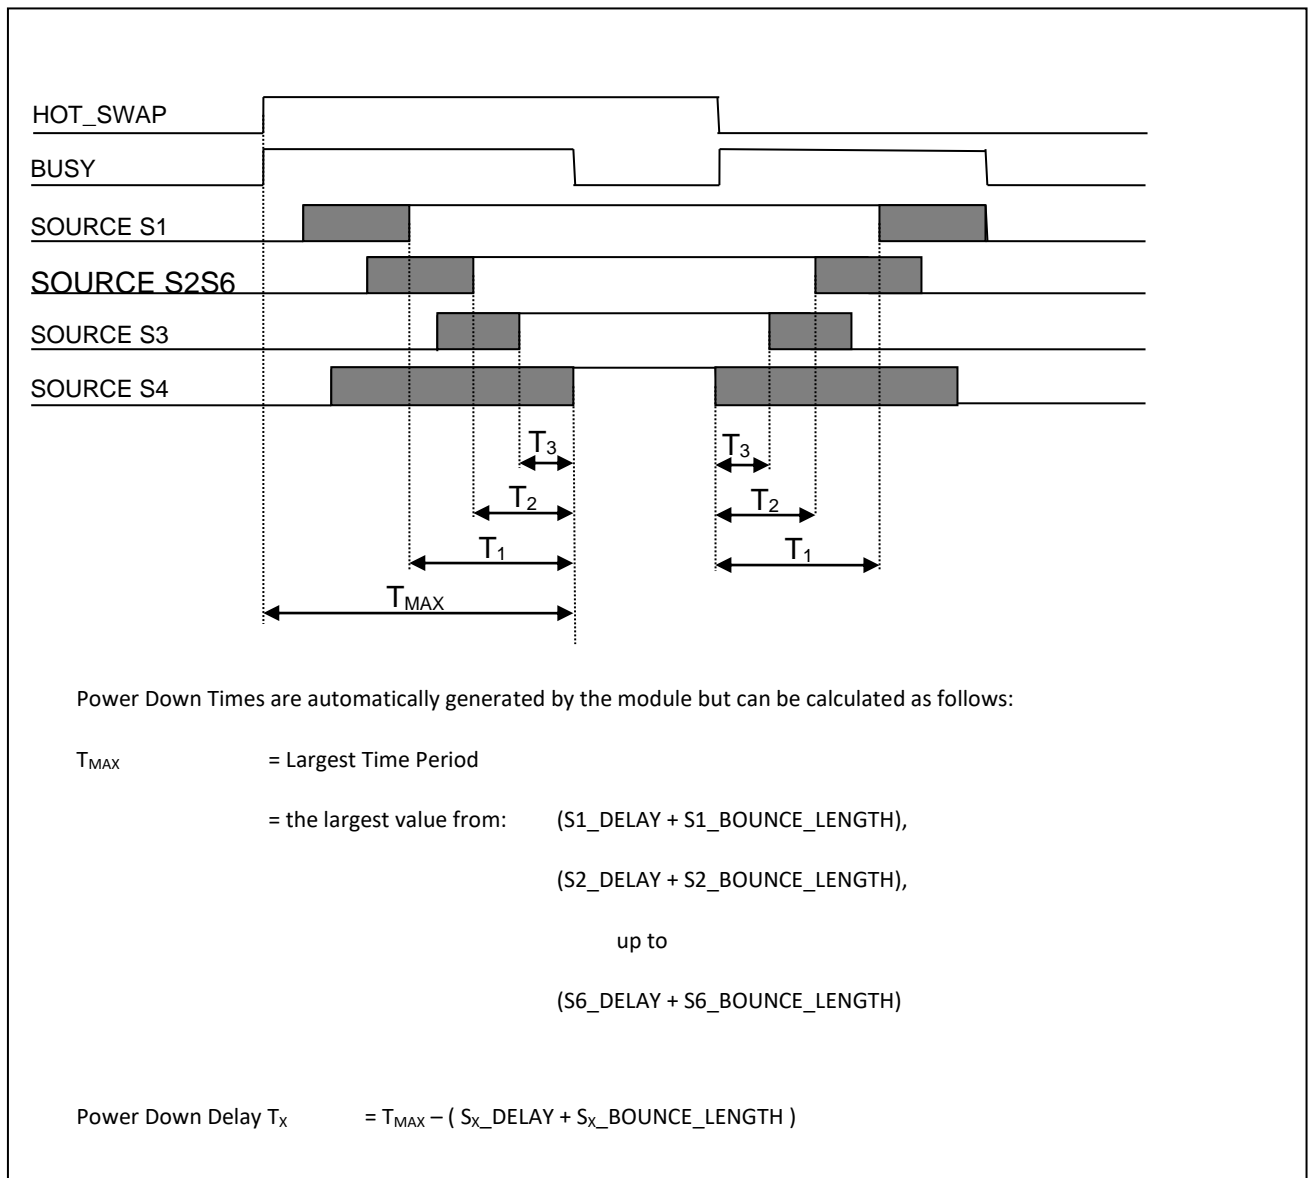 HOT_SWAP
BUSY
SOURCE S1
SOURCE S2S6
SOURCE S3
SOURCE S4
T3 T3
T2 T2
T1 T1
TMAX
Power Down Times are automatically generated by the module but can be calculated as follows:
TMAX = Largest Time Period
= the largest value from: (S1_DELAY + S1_BOUNCE_LENGTH),
(S2_DELAY + S2_BOUNCE_LENGTH),
up to
(S6_DELAY + S6_BOUNCE_LENGTH)
Power Down Delay TX = TMAX – ( SX_DELAY + SX_BOUNCE_LENGTH )